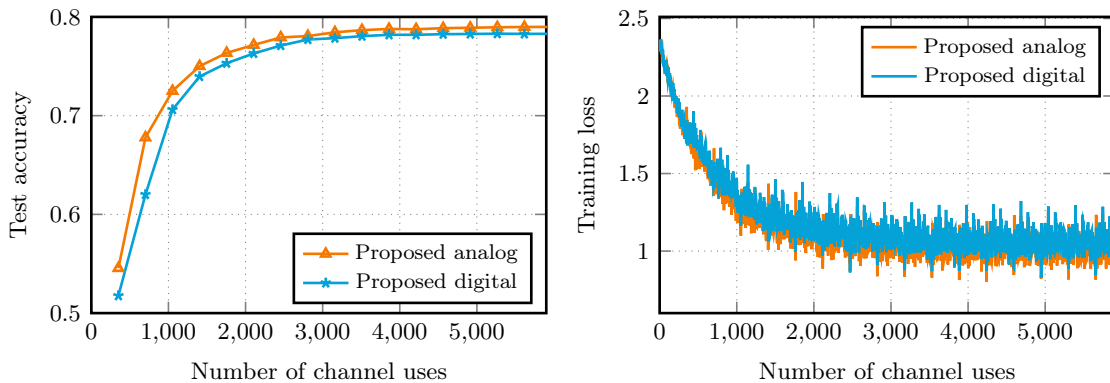 0.8
0.7
0.6
0.5
Test accuracy
Proposed analog
Proposed digital
0 1,000 2,000 3,000 4,000 5,000
Number of channel uses
2.5
2
1.5
1
Training loss
Proposed analog
Proposed digital
0 1,000 2,000 3,000 4,000 5,000
Number of channel uses